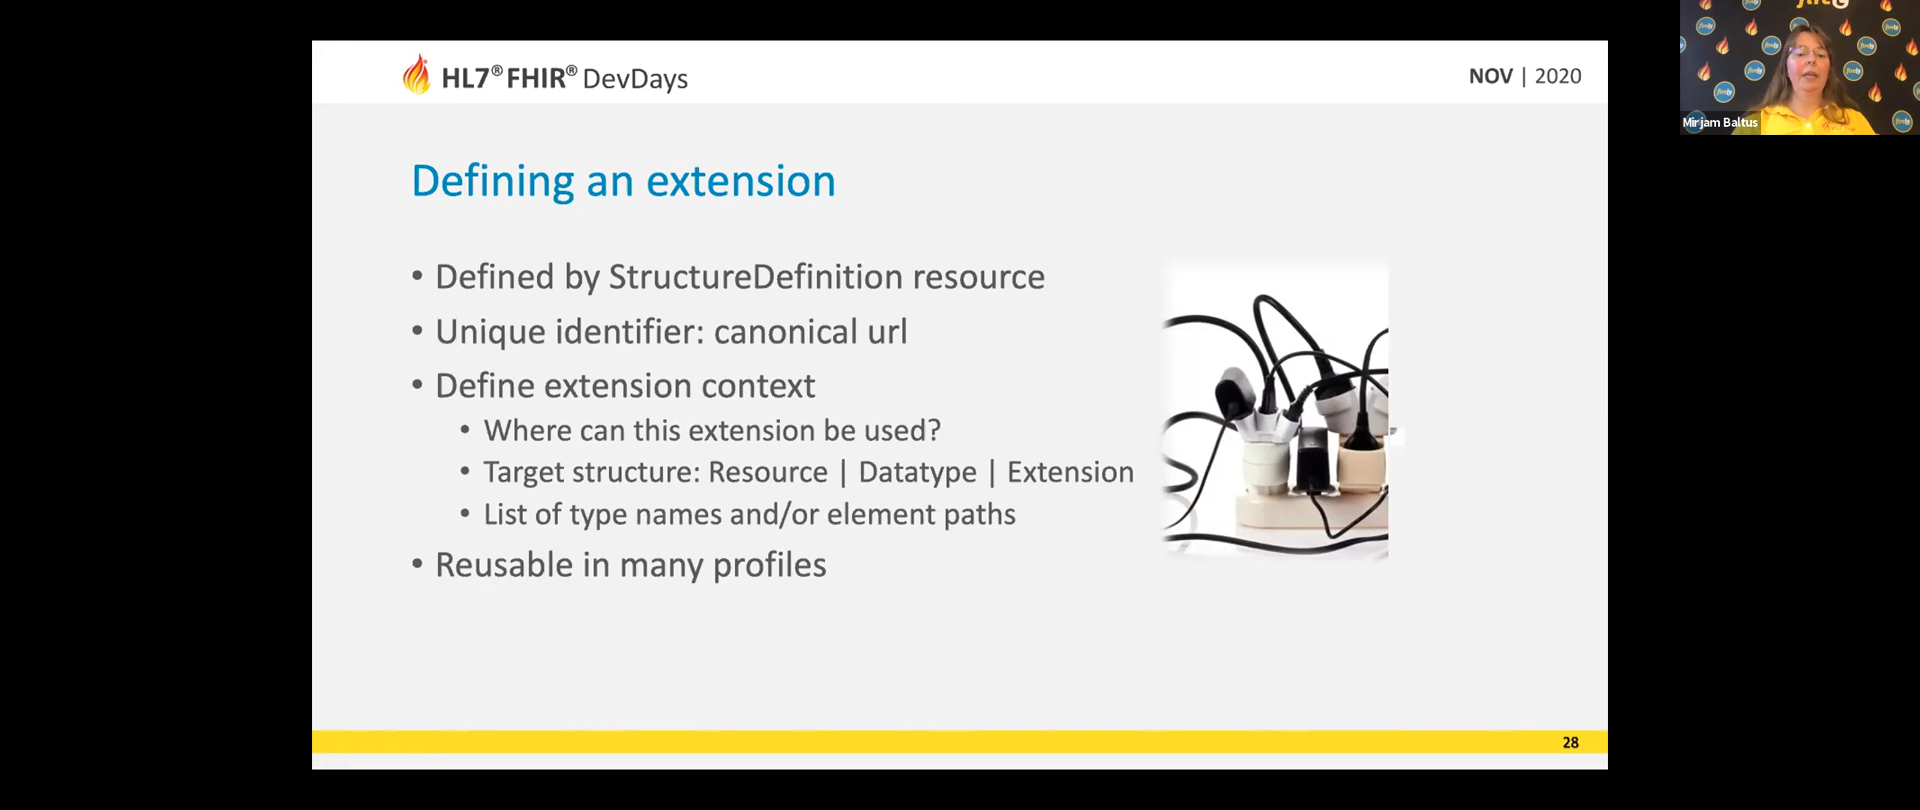 HL7® FHIR® DevDays
NOV | 2020
Mirjam Baltus
Defining an extension
• Defined by StructureDefinition resource
• Unique identifier: canonical url
• Define extension context
• Where can this extension be used?
• Target structure: Resource | Datatype | Extension
• List of type names and/or element paths
• Reusable in many profiles
28